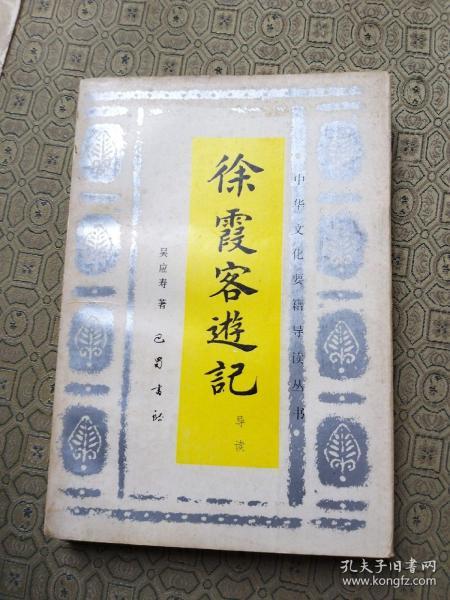 中华文化要籍导读丛书
徐霞客遊記
导读
吴应寿著
巴蜀书社
孔夫子旧书网
www.kongfz.com